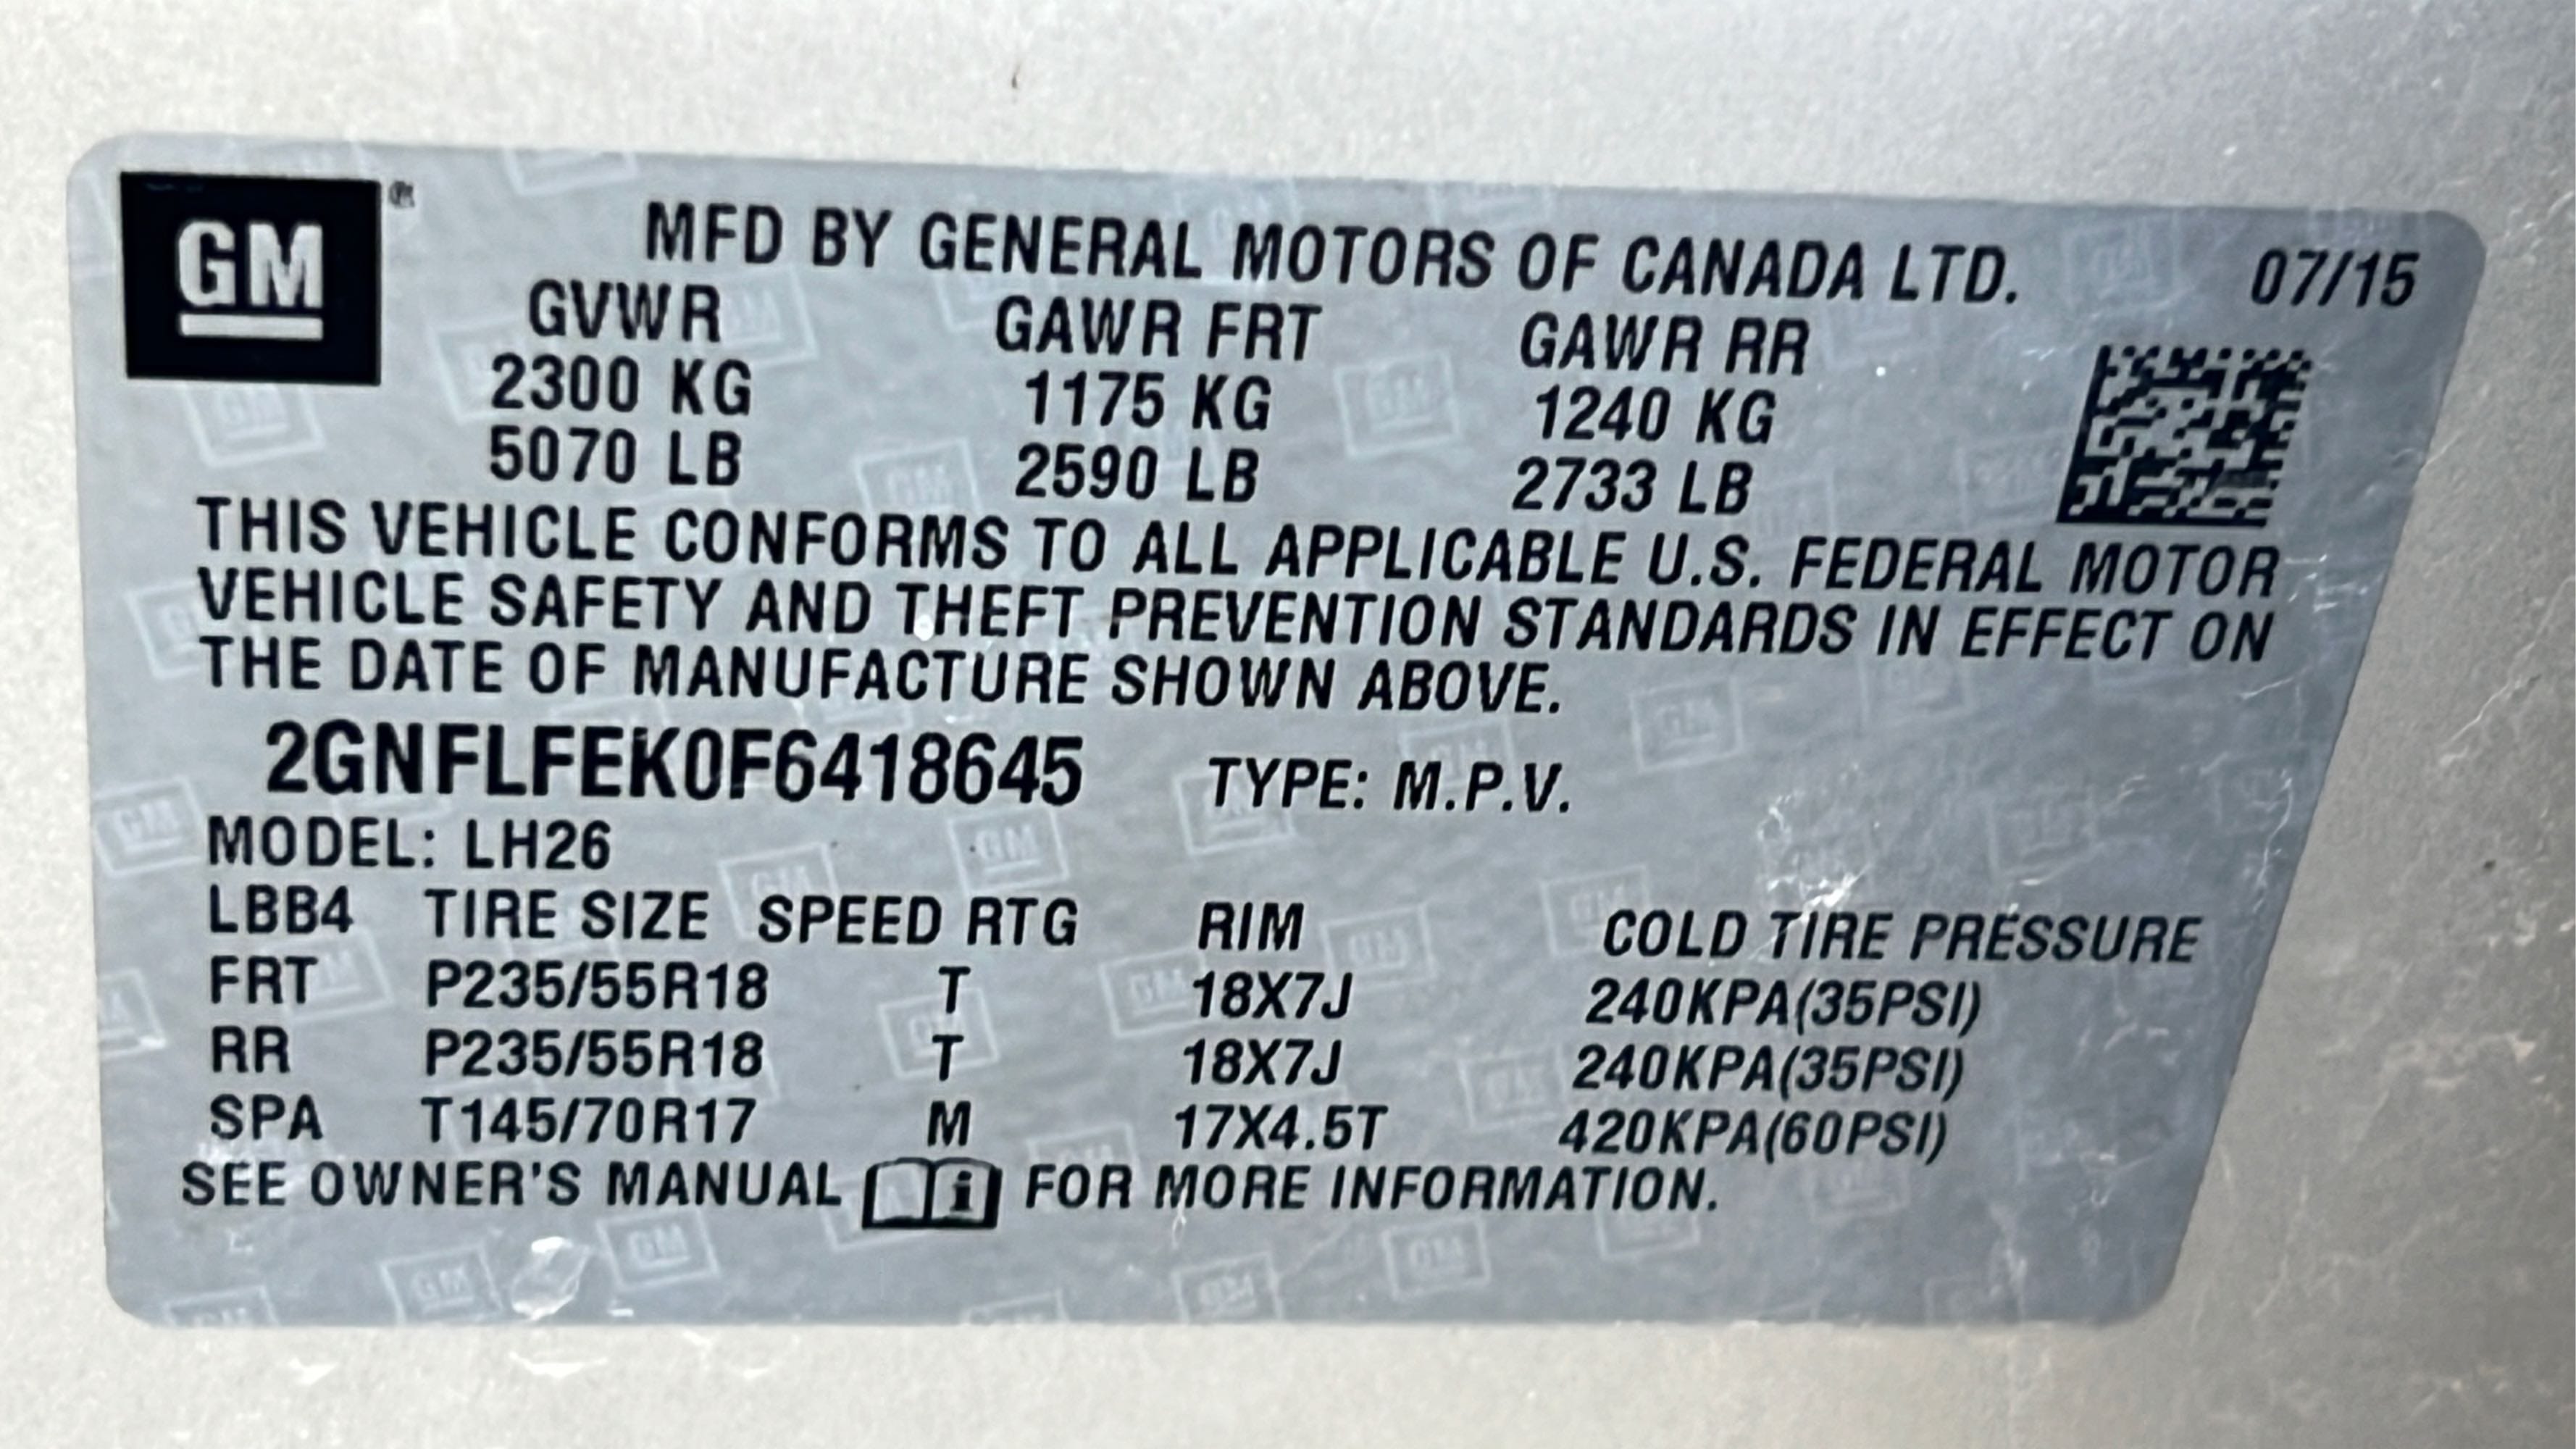 GM
MFD BY GENERAL MOTORS OF CANADA LTD. 07/15
GVWR GAWR FRT GAWR RR
2300 KG 1175 KG 1240 KG
5070 LB 2590 LB 2733 LB
THIS VEHICLE CONFORMS TO ALL APPLICABLE U.S. FEDERAL MOTOR
VEHICLE SAFETY AND THEFT PREVENTION STANDARDS IN EFFECT ON
THE DATE OF MANUFACTURE SHOWN ABOVE.
2GNFLFEK0F6418645 TYPE: M.P.V.
MODEL: LH26
LBB4 TIRE SIZE SPEED RTG RIM COLD TIRE PRESSURE
FRT P235/55R18 T 18X7J 240KPA(35PSI)
RR P235/55R18 T 18X7J 240KPA(35PSI)
SPA T145/70R17 M 17X4.5T 420KPA(60PSI)
SEE OWNER'S MANUAL i FOR MORE INFORMATION.